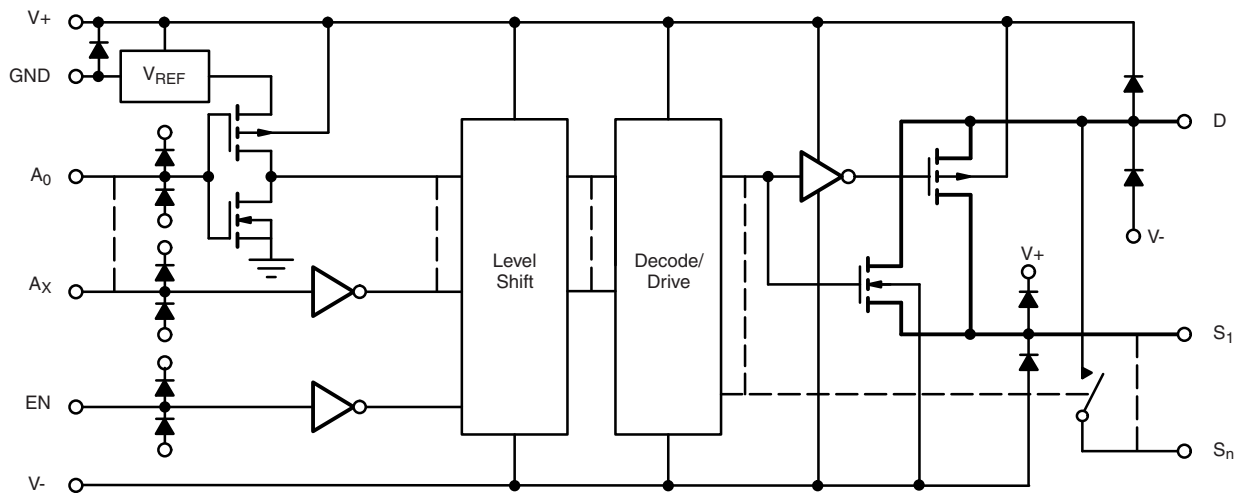 V+
GND
VREF
A0
AX
EN
V-
Level
Shift
Decode/
Drive
D
V-
V+
S1
Sn